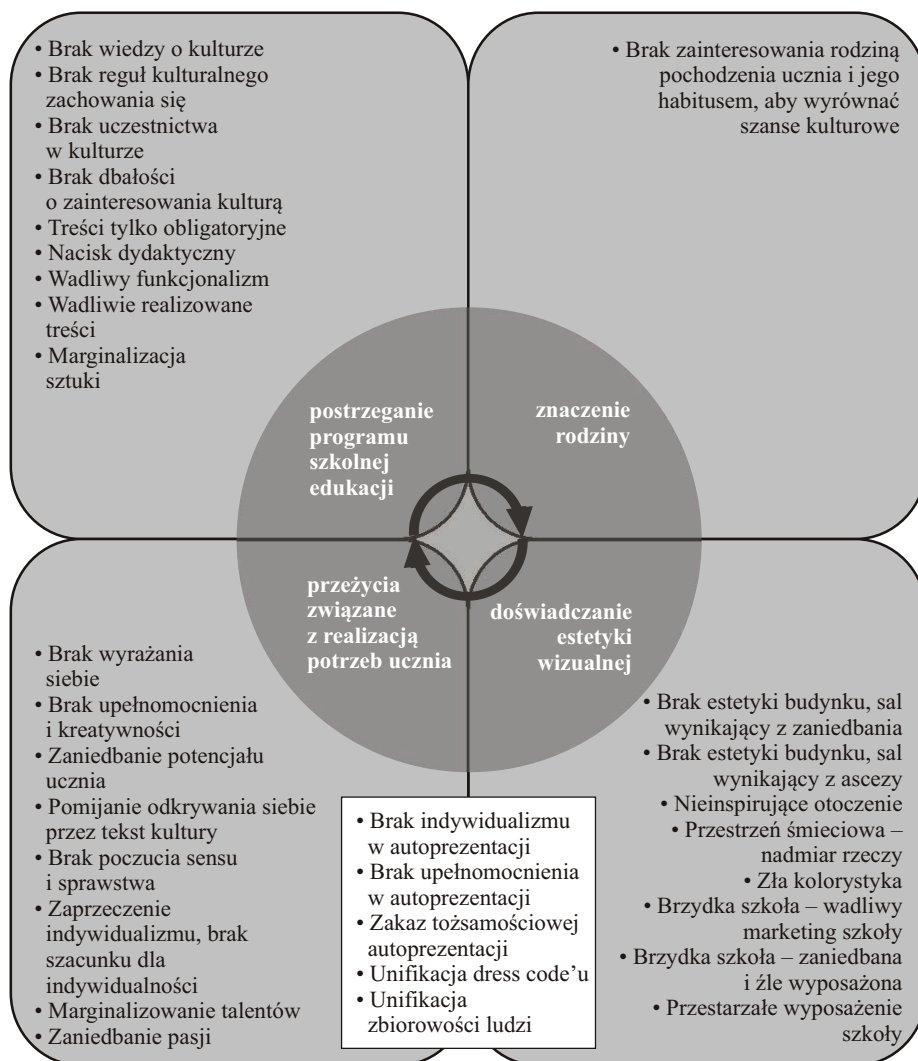 • Brak wiedzy o kulturze
• Brak reguł kulturalnego
zachowania się
• Brak uczestnictwa
w kulturze
• Brak dbałości
o zainteresowania kulturą
• Treści tylko obligatoryjne
• Nacisk dydaktyczny
• Wadliwy funkcjonalizm
• Wadliwie realizowane
treści
• Marginalizacja
sztuki
• Brak zainteresowania rodziną
pochodzenia ucznia i jego
habitusem, aby wyrównać
szanse kulturowe
postrzeganie
programu
szkolnej
edukacji
znaczenie
rodziny
przeżycia
związane
z realizacją
potrzeb ucznia
doświadczanie
estetyki
wizualnej
• Brak wyrażania
siebie
• Brak upełnomocnienia
i kreatywności
• Zaniedbanie potencjału
ucznia
• Pomijanie odkrywania siebie
przez tekst kultury
• Brak poczucia sensu
i sprawstwa
• Zaprzeczenie
indywidualizmu, brak
szacunku dla
indywidualności
• Marginalizowanie talentów
• Zaniedbanie pasji
• Brak indywidualizmu
w autoprezentacji
• Brak upełnomocnienia
w autoprezentacji
• Zakaz tożsamościowej
autoprezentacji
• Unifikacja dress code’u
• Unifikacja
zbiorowości ludzi
• Brak estetyki budynku, sal
wynikający z zaniedbania
• Brak estetyki budynku, sal
wynikający z ascezy
• Nieinspirujące otoczenie
• Przestrzeń śmieciowa –
nadmiar rzeczy
• Zła kolorystyka
• Brzydka szkoła – wadliwy
marketing szkoły
• Brzydka szkoła – zaniedbana
i źle wyposażona
• Przestarzałe wyposażenie
szkoły